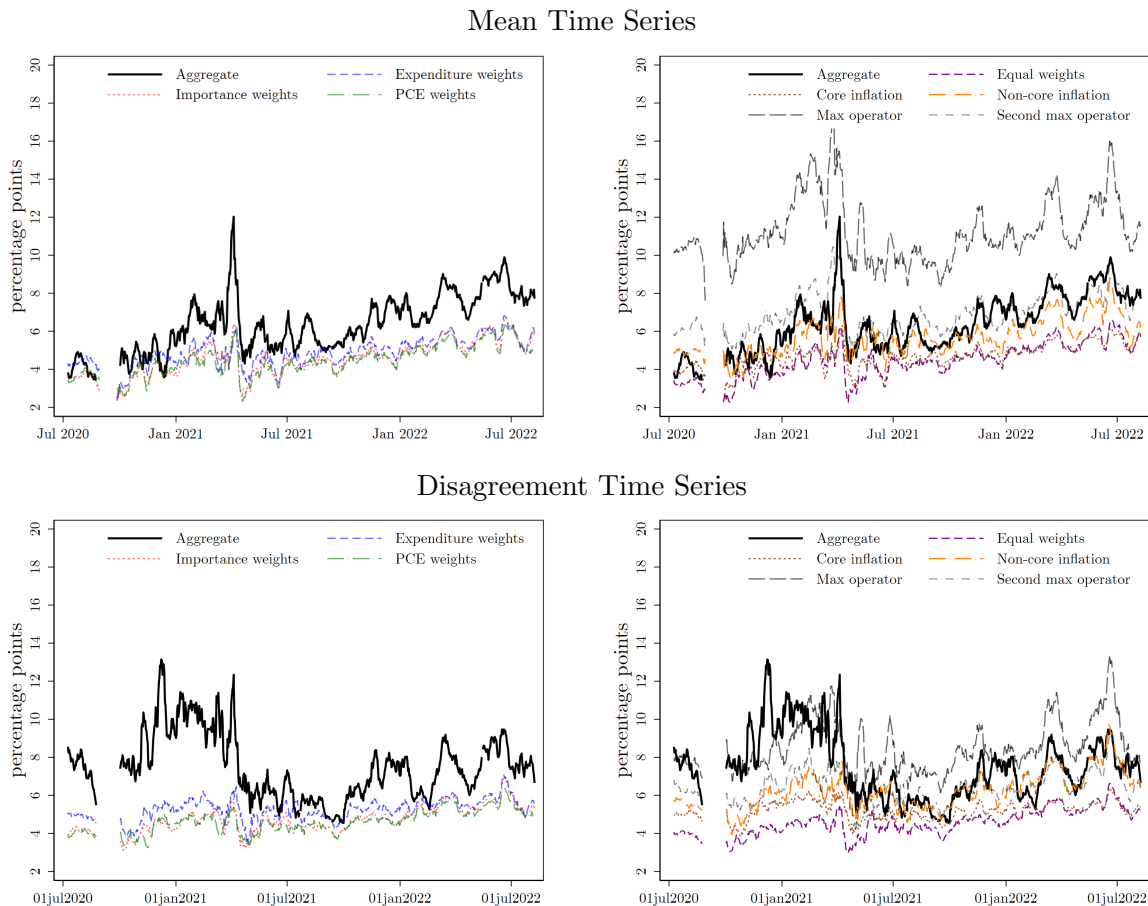 Mean Time Series
percentage points
20
18
16
14
12
10
8
6
4
2
Aggregate
Expenditure weights
Importance weights
PCE weights
Jul 2020
Jan 2021
Jul 2021
Jan 2022
Jul 2022
percentage points
20
18
16
14
12
10
8
6
4
2
Aggregate
Equal weights
Core inflation
Non-core inflation
Max operator
Second max operator
Jul 2020
Jan 2021
Jul 2021
Jan 2022
Jul 2022
Disagreement Time Series
percentage points
20
18
16
14
12
10
8
6
4
2
Aggregate
Expenditure weights
Importance weights
PCE weights
01jul2020
01jan2021
01jul2021
01jan2022
01jul2022
percentage points
20
18
16
14
12
10
8
6
4
2
Aggregate
Equal weights
Core inflation
Non-core inflation
Max operator
Second max operator
01jul2020
01jan2021
01jul2021
01jan2022
01jul2022